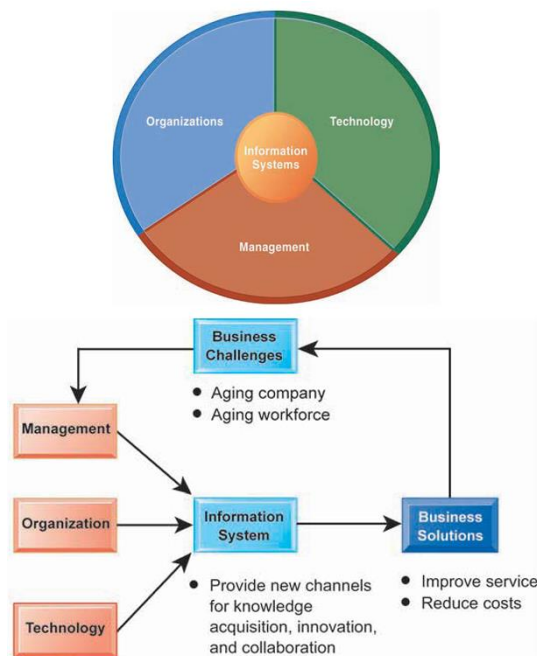 Organizations
Technology
Information
Systems
Management
Business
Challenges
● Aging company
● Aging workforce
Management
Organization
Information
System
Business
Solutions
● Provide new channels
for knowledge
acquisition, innovation,
and collaboration
● Improve service
● Reduce costs
Technology